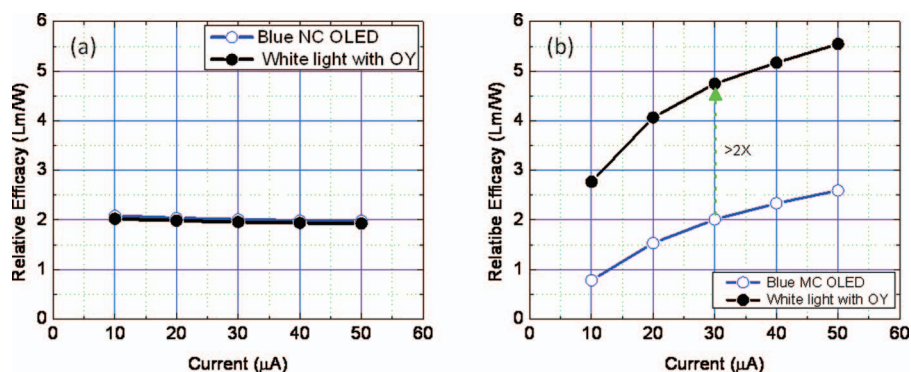 (a)
Blue NC OLED
White light with OY
Relative Efficacy (Lm/W)
6
5
4
3
2
1
0
0 10 20 30 40 50 60
Current (μA)
(b)
>2X
Blue MC OLED
White light with OY
Relatibe Efficacy (Lm/W)
6
5
4
3
2
1
0
0 10 20 30 40 50 60
Current (μA)